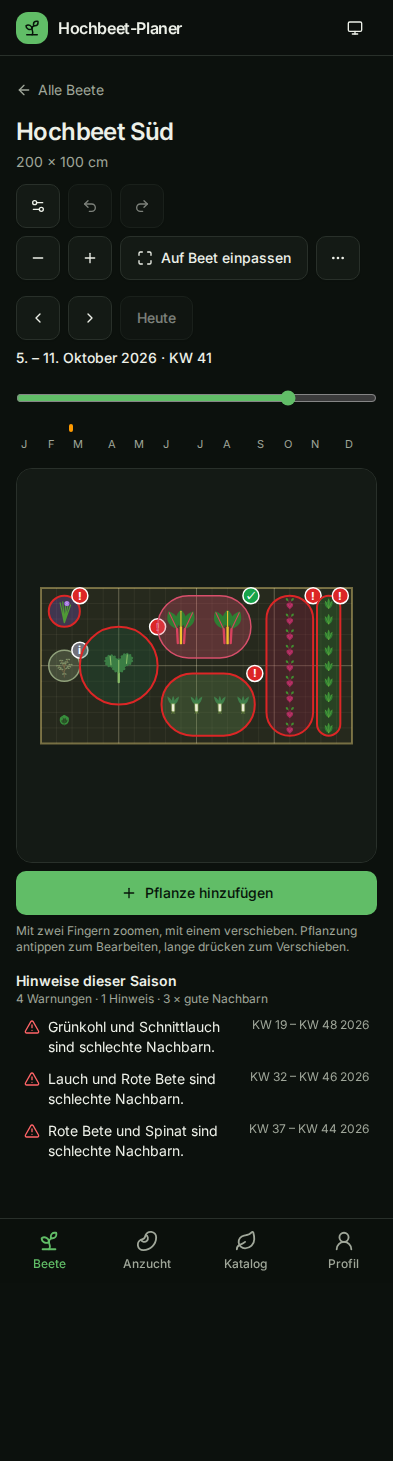 Hochbeet-Planer
Alle Beete
Hochbeet Süd
200 × 100 cm
Auf Beet einpassen
Heute
5. – 11. Oktober 2026 · KW 41
J F M A M J J A S O N D
Pflanze hinzufügen
Mit zwei Fingern zoomen, mit einem verschieben. Pflanzung
antippen zum Bearbeiten, lange drücken zum Verschieben.
Hinweise dieser Saison
4 Warnungen · 1 Hinweis · 3 × gute Nachbarn
Grünkohl und Schnittlauch KW 19 – KW 48 2026
sind schlechte Nachbarn.
Lauch und Rote Bete sind KW 32 – KW 46 2026
schlechte Nachbarn.
Rote Bete und Spinat sind KW 37 – KW 44 2026
schlechte Nachbarn.
Beete Anzucht Katalog Profil